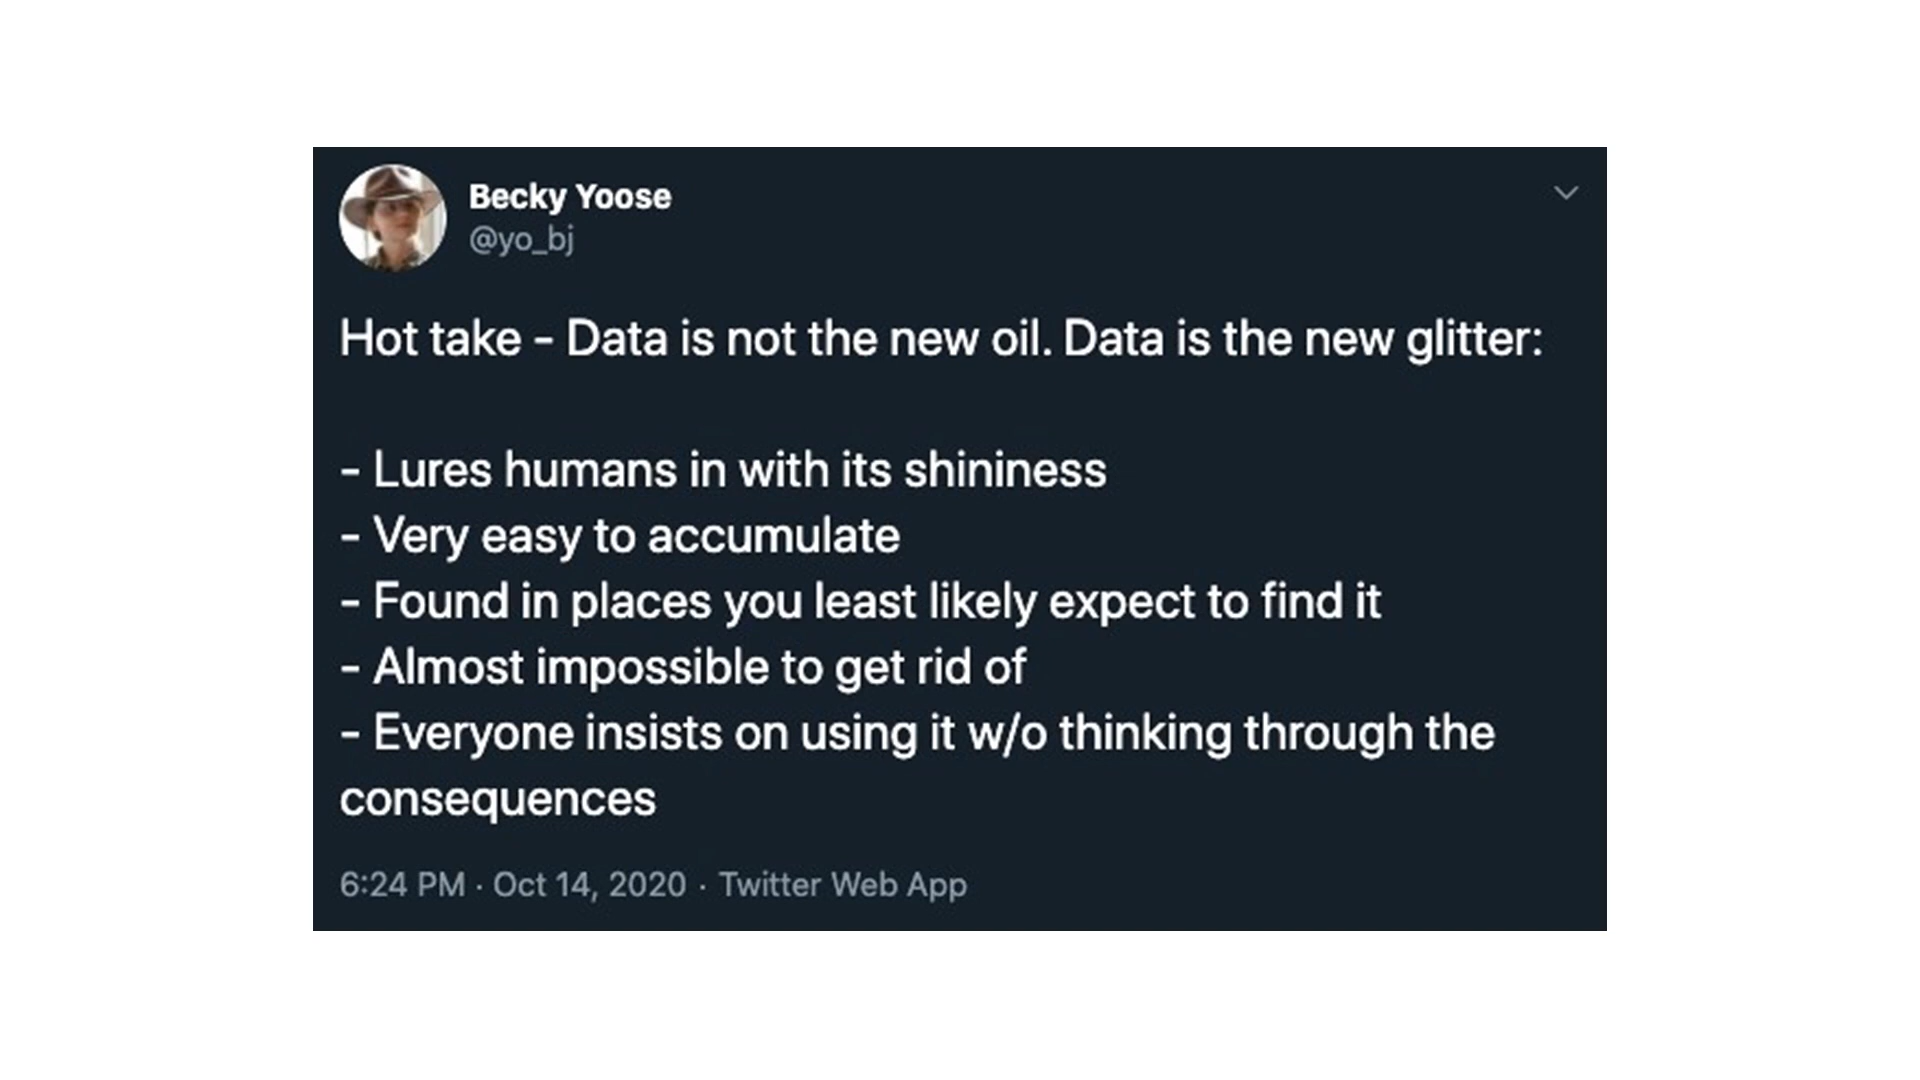 Becky Yoose
@yo_bj
Hot take - Data is not the new oil. Data is the new glitter:
- Lures humans in with its shininess
- Very easy to accumulate
- Found in places you least likely expect to find it
- Almost impossible to get rid of
- Everyone insists on using it w/o thinking through the
consequences
6:24 PM · Oct 14, 2020 · Twitter Web App